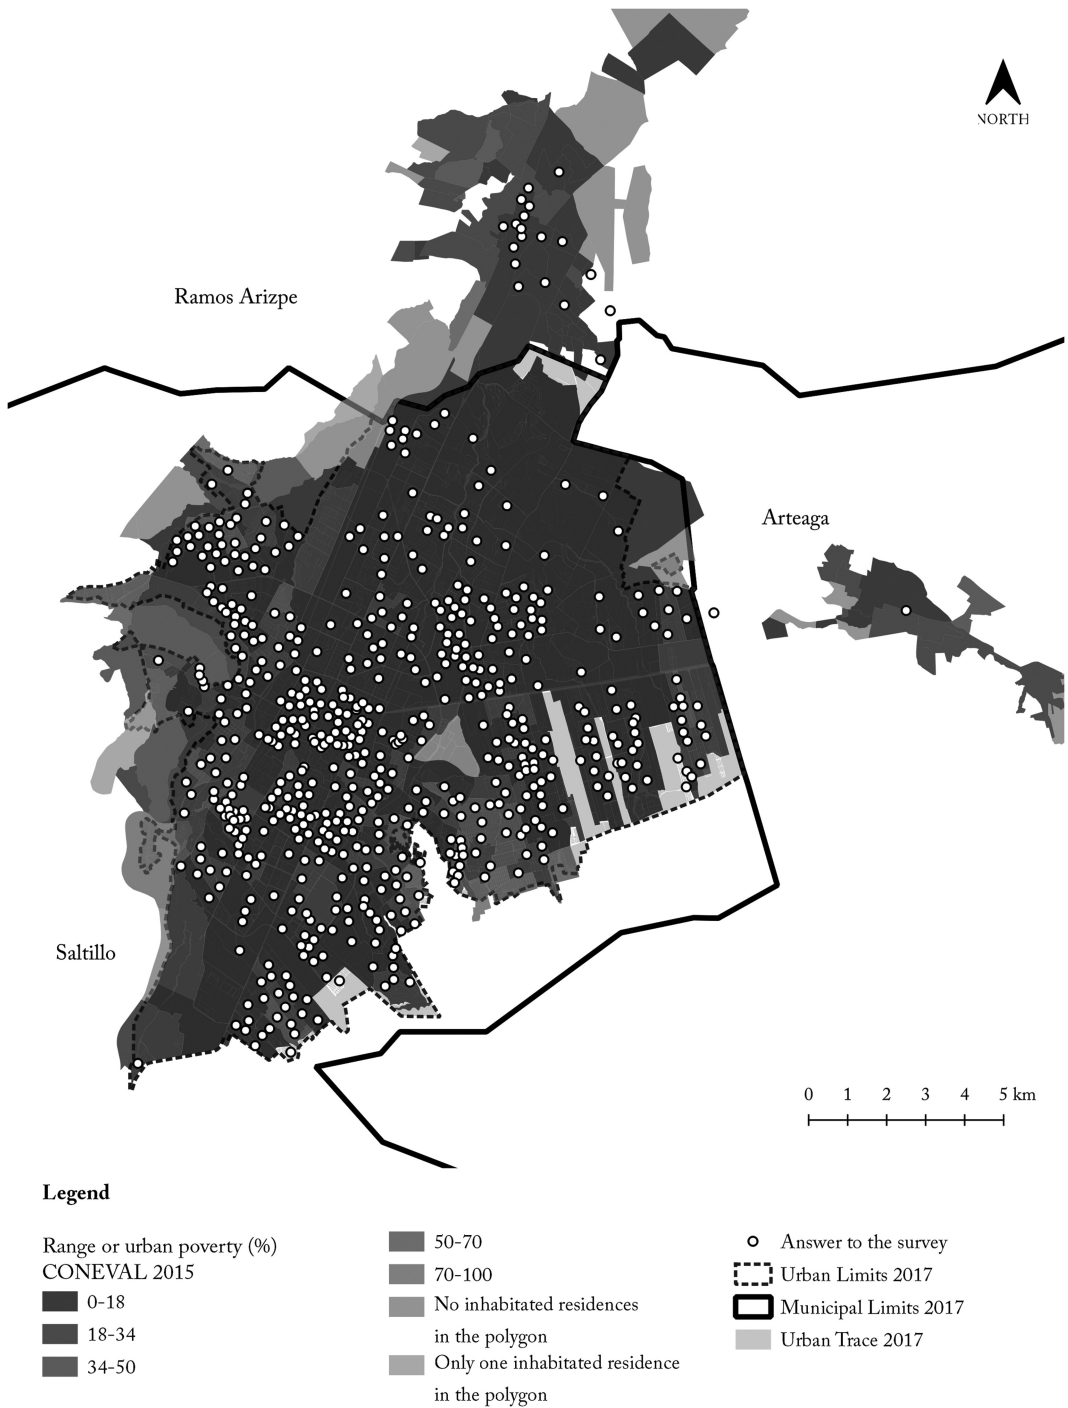 NORTH
Ramos Arizpe
Arteaga
Saltillo
0 1 2 3 4 5 km
Legend
Range or urban poverty (%)
CONEVAL 2015
0-18
18-34
34-50
50-70
70-100
No inhabitated residences
in the polygon
Only one inhabitated residence
in the polygon
Answer to the survey
Urban Limits 2017
Municipal Limits 2017
Urban Trace 2017